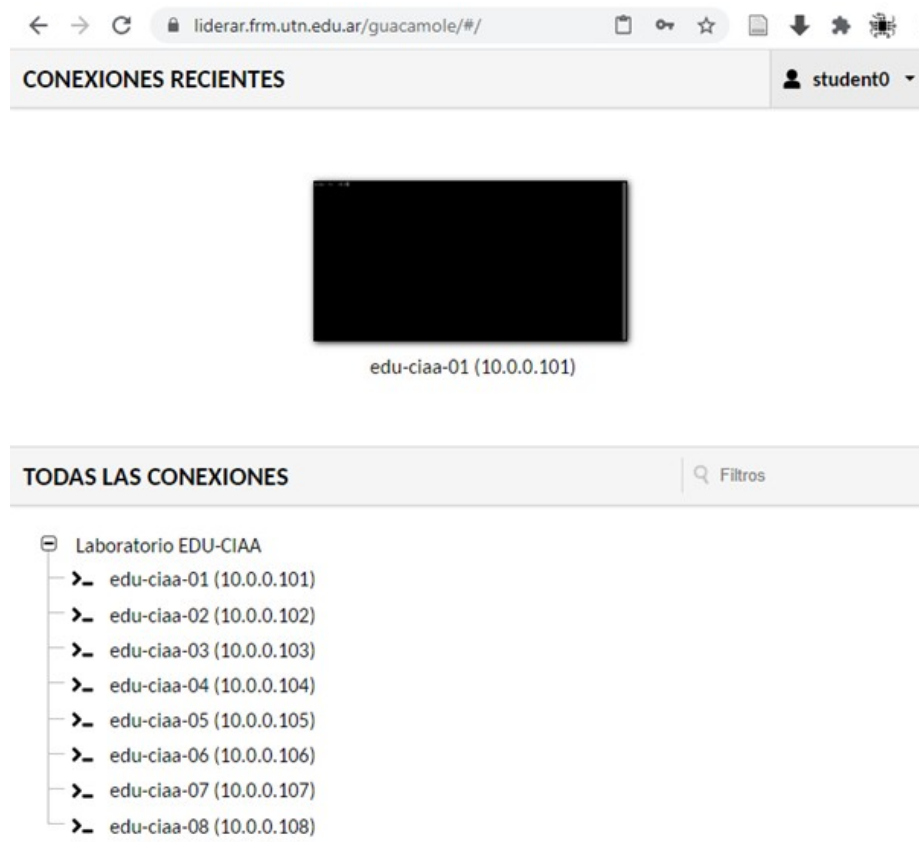 liderar.frm.utn.edu.ar/guacamole/#/
CONEXIONES RECIENTES
student0
edu-ciaa-01 (10.0.0.101)
TODAS LAS CONEXIONES
Filtros
Laboratorio EDU-CIAA
edu-ciaa-01 (10.0.0.101)
edu-ciaa-02 (10.0.0.102)
edu-ciaa-03 (10.0.0.103)
edu-ciaa-04 (10.0.0.104)
edu-ciaa-05 (10.0.0.105)
edu-ciaa-06 (10.0.0.106)
edu-ciaa-07 (10.0.0.107)
edu-ciaa-08 (10.0.0.108)